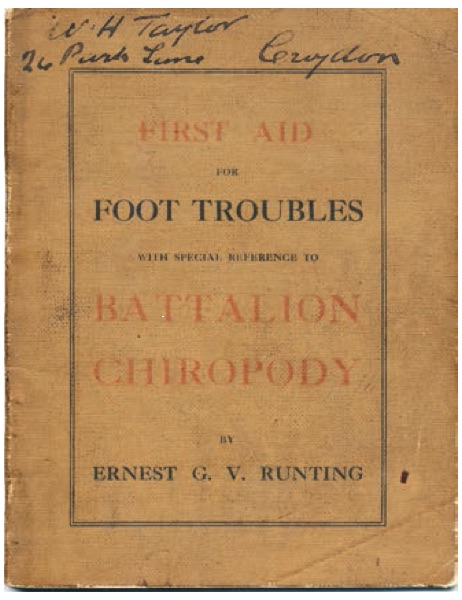 W. H Taylor
26 Park Lane Croydon
FIRST AID
FOR
FOOT TROUBLES
WITH SPECIAL REFERENCE TO
BATTALION
CHIROPODY
BY
ERNEST G. V. RUNTING